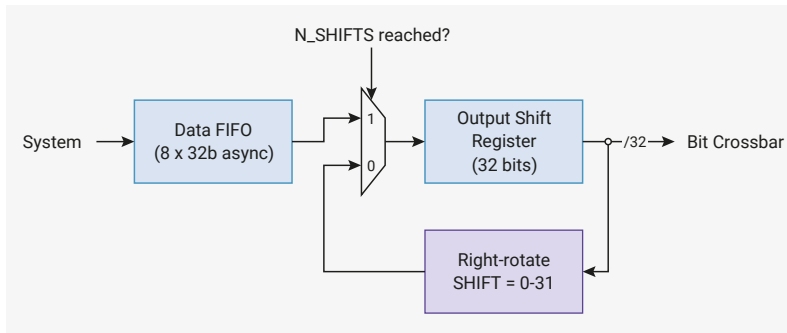 N_SHIFTS reached?
System
Data FIFO
(8 x 32b async)
1
0
Output Shift
Register
(32 bits)
/32
Bit Crossbar
Right-rotate
SHIFT = 0-31